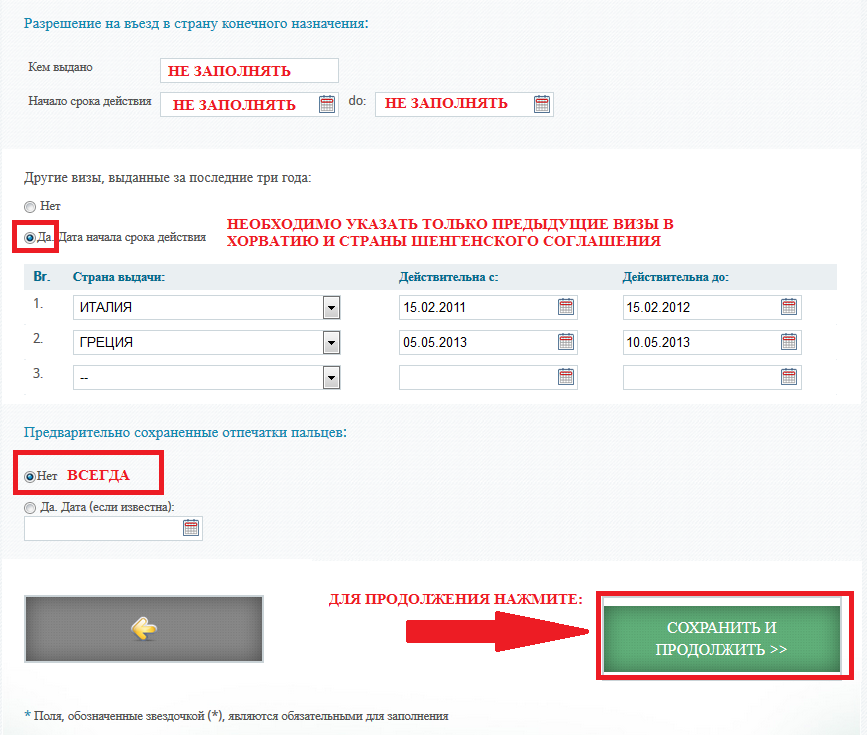 Разрешение на въезд в страну конечного назначения:
Кем выдано НЕ ЗАПОЛНЯТЬ
Начало срока действия НЕ ЗАПОЛНЯТЬ do: НЕ ЗАПОЛНЯТЬ
Другие визы, выданные за последние три года:
Нет
Да. Дата начала срока действия
НЕОБХОДИМО УКАЗАТЬ ТОЛЬКО ПРЕДЫДУЩИЕ ВИЗЫ В
ХОРВАТИЮ И СТРАНЫ ШЕНГЕНСКОГО СОГЛАШЕНИЯ
Br. Страна выдачи: Действительна с: Действительна до:
1. ИТАЛИЯ 15.02.2011 15.02.2012
2. ГРЕЦИЯ 05.05.2013 10.05.2013
3. --
Предварительно сохраненные отпечатки пальцев:
Нет ВСЕГДА
Да. Дата (если известна):
ДЛЯ ПРОДОЛЖЕНИЯ НАЖМИТЕ:
СОХРАНИТЬ И
ПРОДОЛЖИТЬ >>
* Поля, обозначенные звездочкой (*), являются обязательными для заполнения